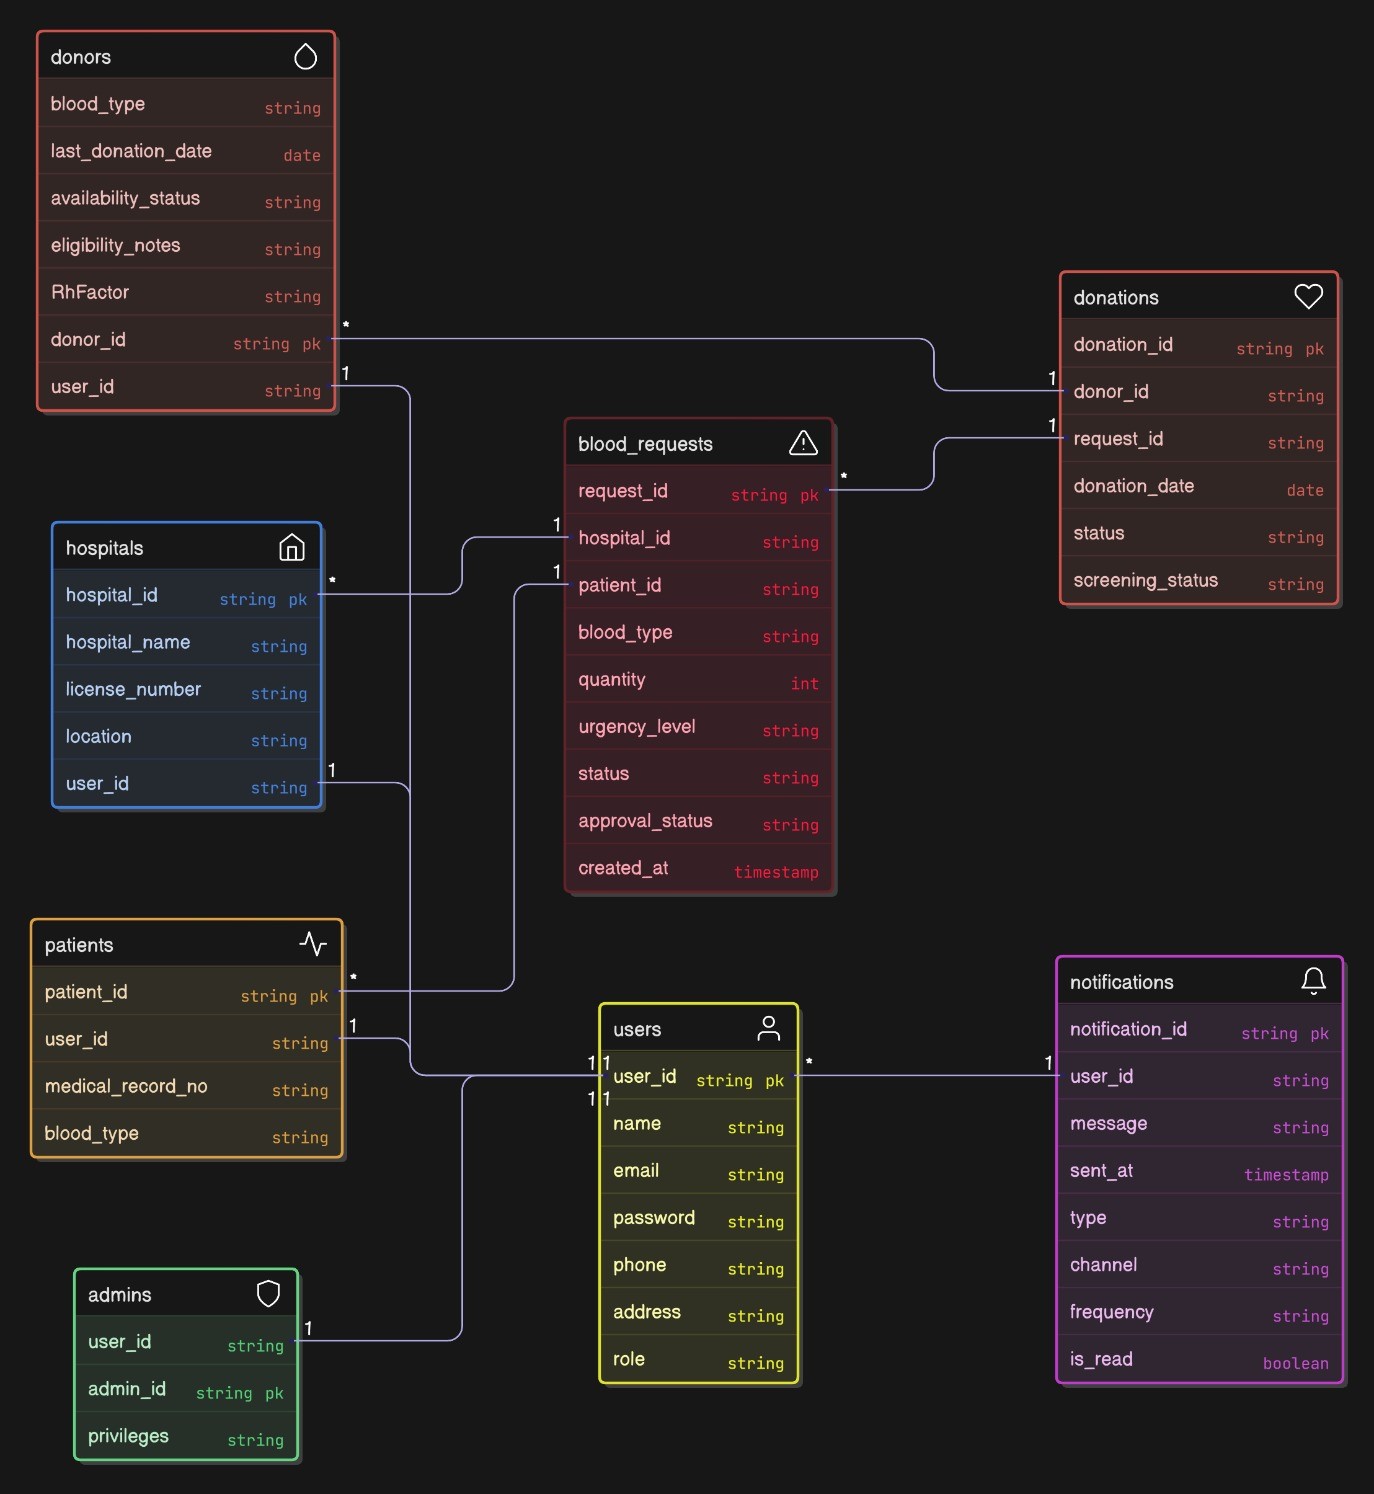 donors
blood_type string
last_donation_date date
availability_status string
eligibility_notes string
RhFactor string
donor_id string pk *
user_id string 1
donations
donation_id string pk
1 donor_id string
1 request_id string
donation_date date
status string
screening_status string
blood_requests
request_id string pk *
1 hospital_id string
1 patient_id string
blood_type string
quantity int
urgency_level string
status string
approval_status string
created_at timestamp
hospitals
hospital_id string pk *
hospital_name string
license_number string
location string
user_id string 1
patients
patient_id string pk *
user_id string 1
medical_record_no string
blood_type string
users
1 1 user_id string pk *
1 1
name string
email string
password string
phone string
address string
role string
notifications
notification_id string pk
1 user_id string
message string
sent_at timestamp
type string
channel string
frequency string
is_read boolean
admins
user_id string 1
admin_id string pk
privileges string